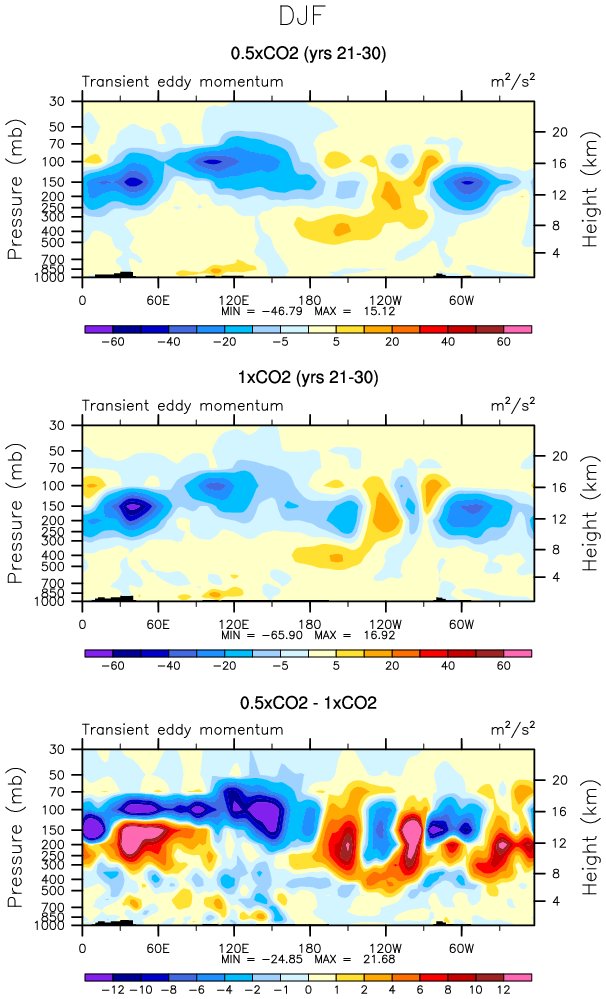 DJF
0.5xCO2 (yrs 21-30)
Transient eddy momentum m²/s²
Pressure (mb)
30
50
70
100
150
200
250
300
400
500
700
850
1000
20
16
12
8
4
Height (km)
0 60E 120E 180 120W 60W
MIN = −46.79 MAX = 15.12
−60 −40 −20 −5 5 20 40 60
1xCO2 (yrs 21-30)
Transient eddy momentum m²/s²
Pressure (mb)
30
50
70
100
150
200
250
300
400
500
700
850
1000
20
16
12
8
4
Height (km)
0 60E 120E 180 120W 60W
MIN = −65.90 MAX = 16.92
−60 −40 −20 −5 5 20 40 60
0.5xCO2 - 1xCO2
Transient eddy momentum m²/s²
Pressure (mb)
30
50
70
100
150
200
250
300
400
500
700
850
1000
20
16
12
8
4
Height (km)
0 60E 120E 180 120W 60W
MIN = −24.85 MAX = 21.68
−12 −10 −8 −6 −4 −2 −1 0 1 2 4 6 8 10 12